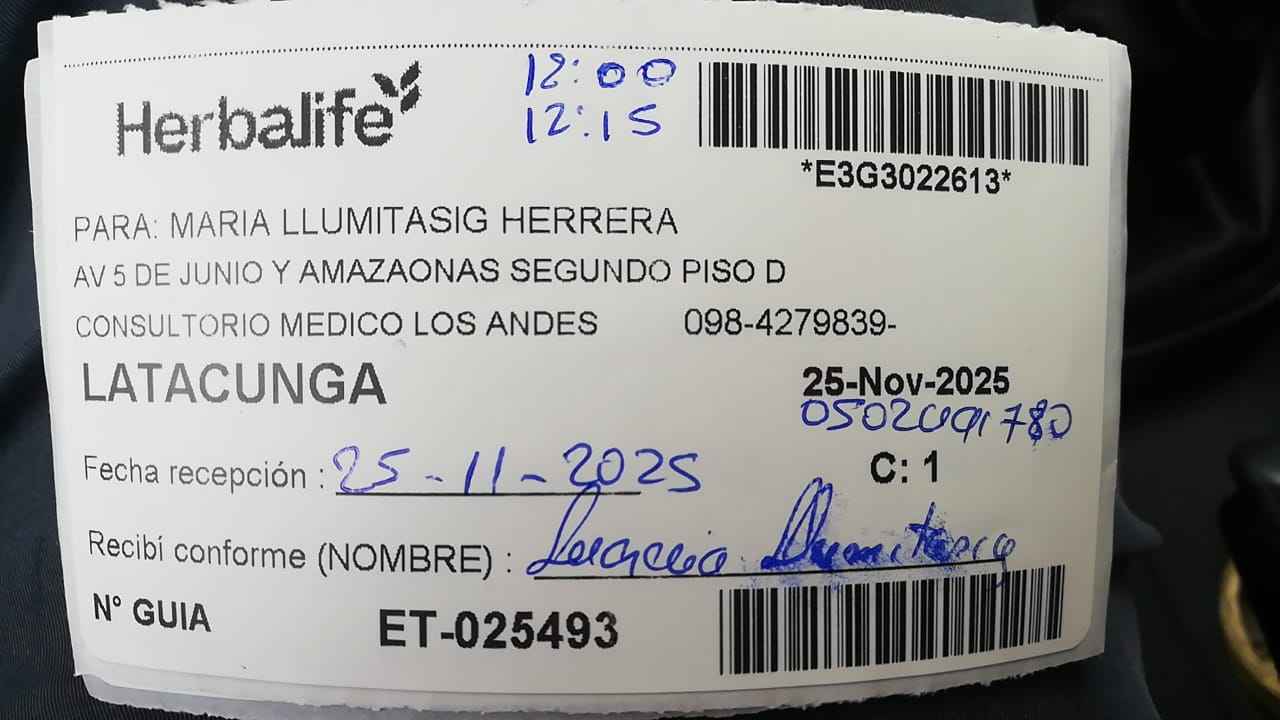 Herbalife
12:00
12:15
*E3G3022613*
PARA: MARIA LLUMITASIG HERRERA
AV 5 DE JUNIO Y AMAZAONAS SEGUNDO PISO D
CONSULTORIO MEDICO LOS ANDES 098-4279839-
LATACUNGA
25-Nov-2025
Fecha recepción : 25-11-2025
C: 1
Recibí conforme (NOMBRE) : Llumitasig
N° GUIA ET-025493